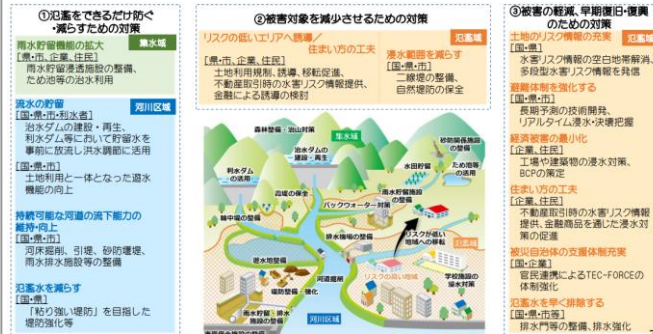 ①氾濫をできるだけ防ぐ
・減らすための対策
雨水貯留機能の拡大
集水域
[県・市、企業、住民]
雨水貯留浸透施設の整備、
ため池等の治水利用
流水の貯留
河川区域
[国・県・市・利水者]
治水ダムの建設・再生、
利水ダム等において貯留水を
事前に放流し洪水調節に活用
[国・県・市]
土地利用と一体となった遊水
機能の向上
持続可能な河道の流下能力の
維持・向上
[国・県・市]
河床掘削、引堤、砂防堰堤、
雨水排水施設等の整備
氾濫水を減らす
[国・県]
「粘り強い堤防」を目指した
堤防強化等
②被害対象を減少させるための対策
リスクの低いエリアへ誘導/
住まい方の工夫
氾濫域
[県・市、企業、住民]
土地利用規制、誘導、移転促進、
不動産取引時の水害リスク情報提供、
金融による誘導の検討
浸水範囲を減らす
[国・県・市]
二線堤の整備、
自然堤防の保全
森林整備・治山対策
集水域
治水ダムの
建設・再生
砂防関係施設
の整備
利水ダム
の活用
水田貯留
ため池等
の活用
霞堤の保全
バックウォーター対策
雨水貯留施設
の整備
輪中堤の整備
排水機場の整備
リスクが低い
地域への移転
氾濫域
遊水地整備
河道掘削
リスクの高い地域
学校施設の
浸水対策
堤防整備・強化
雨水貯留・排水
施設の整備
河川区域
③被害の軽減、早期復旧・復興
のための対策
土地のリスク情報の充実
氾濫域
[国・県]
水害リスク情報の空白地帯解消、
多段型水害リスク情報を発信
避難体制を強化する
[国・県・市]
長期予測の技術開発、
リアルタイム浸水・決壊把握
経済被害の最小化
[企業、住民]
工場や建築物の浸水対策、
BCPの策定
住まい方の工夫
[企業、住民]
不動産取引時の水害リスク情報
提供、金融商品を通じた浸水対
策の促進
被災自治体の支援体制充実
[国・企業]
官民連携によるTEC-FORCEの
体制強化
氾濫水を早く排除する
[国・県・市等]
排水門等の整備、排水強化